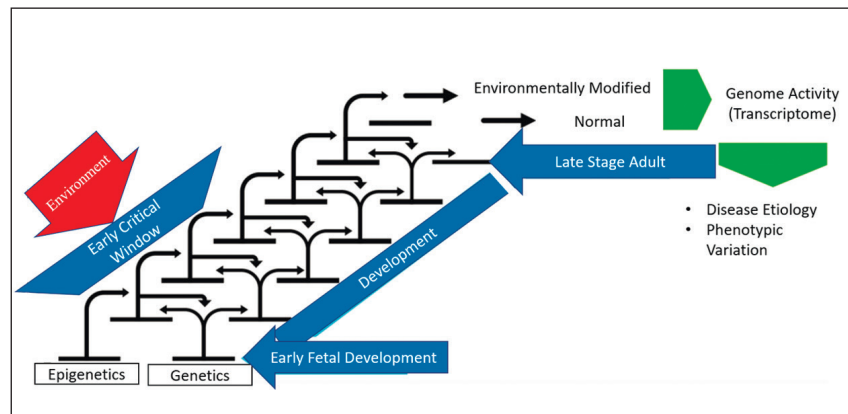 Environmentally Modified
Normal
Genome Activity
(Transcriptome)
Late Stage Adult
• Disease Etiology
• Phenotypic
Variation
Environment
Early Critical
Window
Development
Early Fetal Development
Epigenetics
Genetics